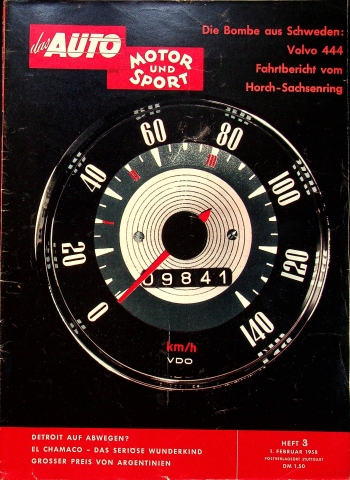 das AUTO
MOTOR
UND
SPORT
Die Bombe aus Schweden:
Volvo 444
Fahrtbericht vom
Horch-Sachsenring
0
20
40
60
80
100
120
140
I
II
III
09841
km/h
VDO
DETROIT AUF ABWEGEN?
EL CHAMACO - DAS SERIÖSE WUNDERKIND
GROSSER PREIS VON ARGENTINIEN
HEFT 3
1. FEBRUAR 1958
POSTVERLAGSORT STUTTGART
DM 1,50